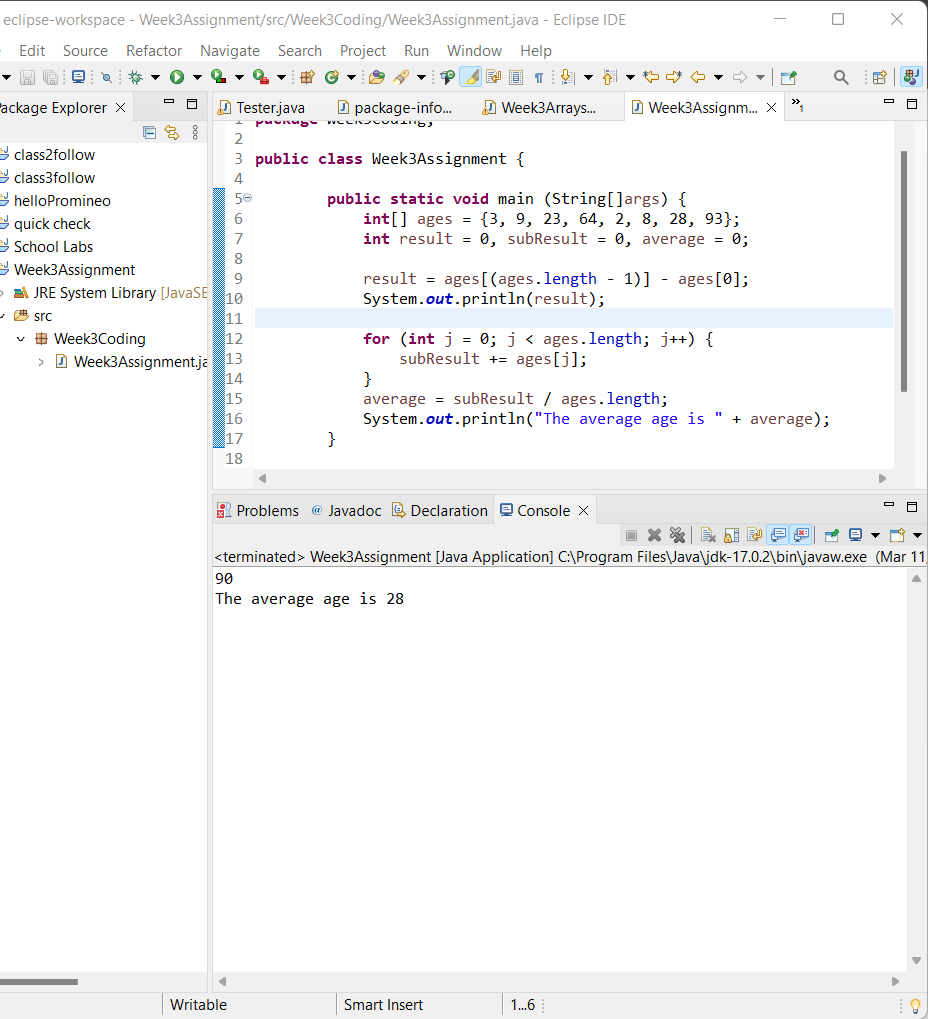 eclipse-workspace - Week3Assignment/src/Week3Coding/Week3Assignment.java - Eclipse IDE
Edit Source Refactor Navigate Search Project Run Window Help
ackage Explorer
class2follow
class3follow
helloPromineo
quick check
School Labs
Week3Assignment
JRE System Library [JavaSE
src
Week3Coding
Week3Assignment.ja
Tester.java package-info... Week3Arrays... Week3Assignm... »1
1 package Week3Coding;
2
3 public class Week3Assignment {
4
5 public static void main (String[]args) {
6 int[] ages = {3, 9, 23, 64, 2, 8, 28, 93};
7 int result = 0, subResult = 0, average = 0;
8
9 result = ages[(ages.length - 1)] - ages[0];
10 System.out.println(result);
11
12 for (int j = 0; j < ages.length; j++) {
13 subResult += ages[j];
14 }
15 average = subResult / ages.length;
16 System.out.println("The average age is " + average);
17 }
18
Problems @ Javadoc Declaration Console
<terminated> Week3Assignment [Java Application] C:\Program Files\Java\jdk-17.0.2\bin\javaw.exe (Mar 11,
90
The average age is 28
Writable Smart Insert 1...6